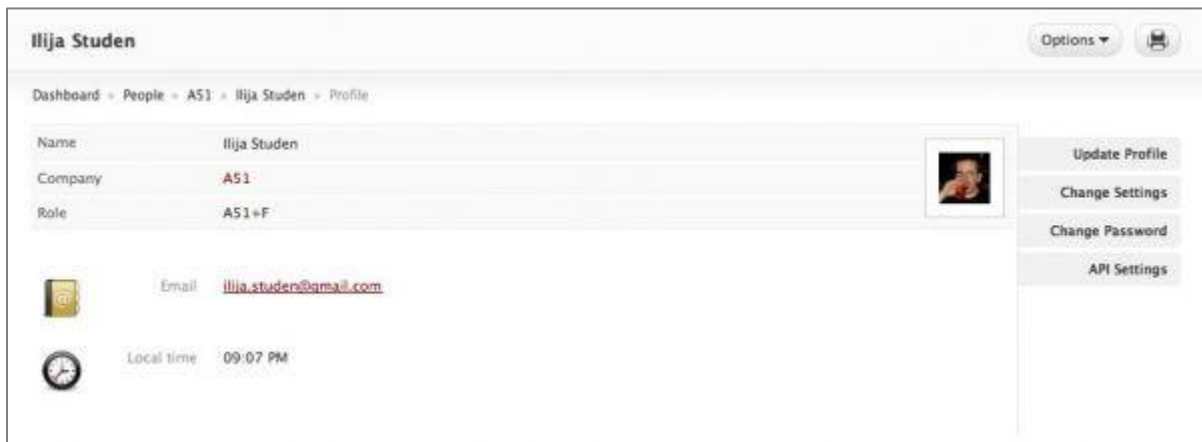 Ilija Studen
Options ▾
Dashboard » People » A51 » Ilija Studen » Profile
Name Ilija Studen
Company A51
Role A51+F
Update Profile
Change Settings
Change Password
API Settings
Email ilija.studen@gmail.com
Local time 09:07 PM